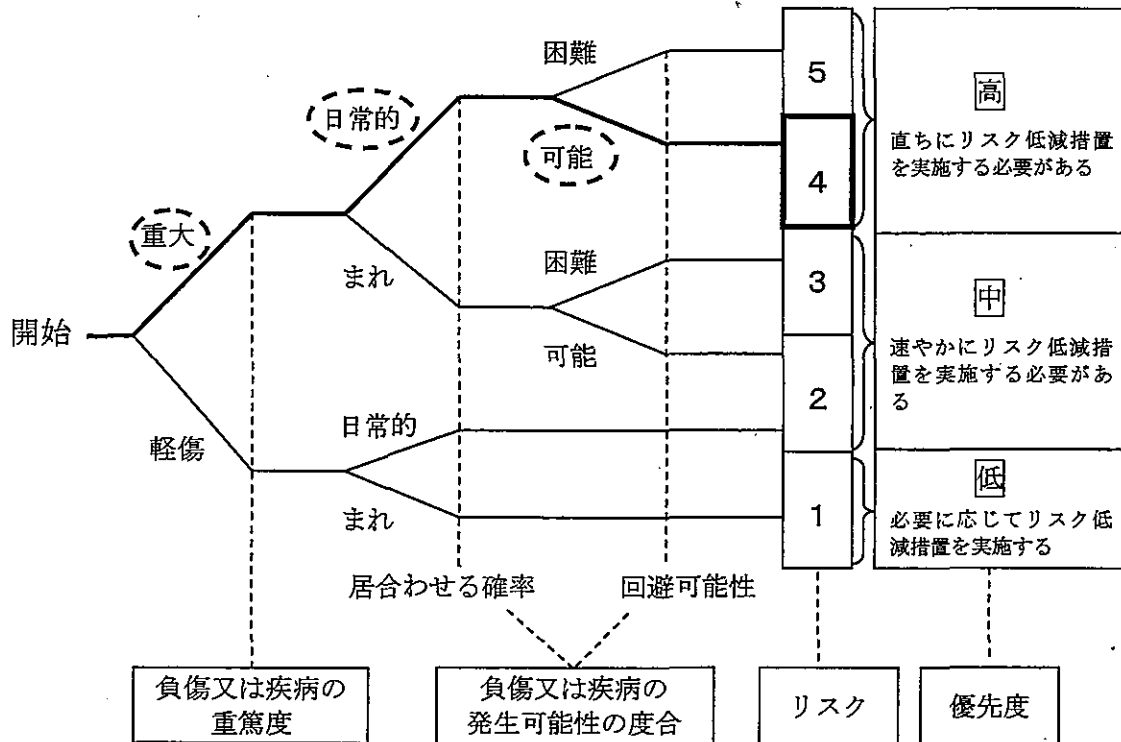 困難
日常的
可能
重大
まれ
困難
可能
開始
軽傷
日常的
まれ
5
4
3
2
1
高
直ちにリスク低減措置
を実施する必要がある
中
速やかにリスク低減措
置を実施する必要があ
る
低
必要に応じてリスク低
減措置を実施する
居合わせる確率
回避可能性
負傷又は疾病の
重篤度
負傷又は疾病の
発生可能性の度合
リスク
優先度